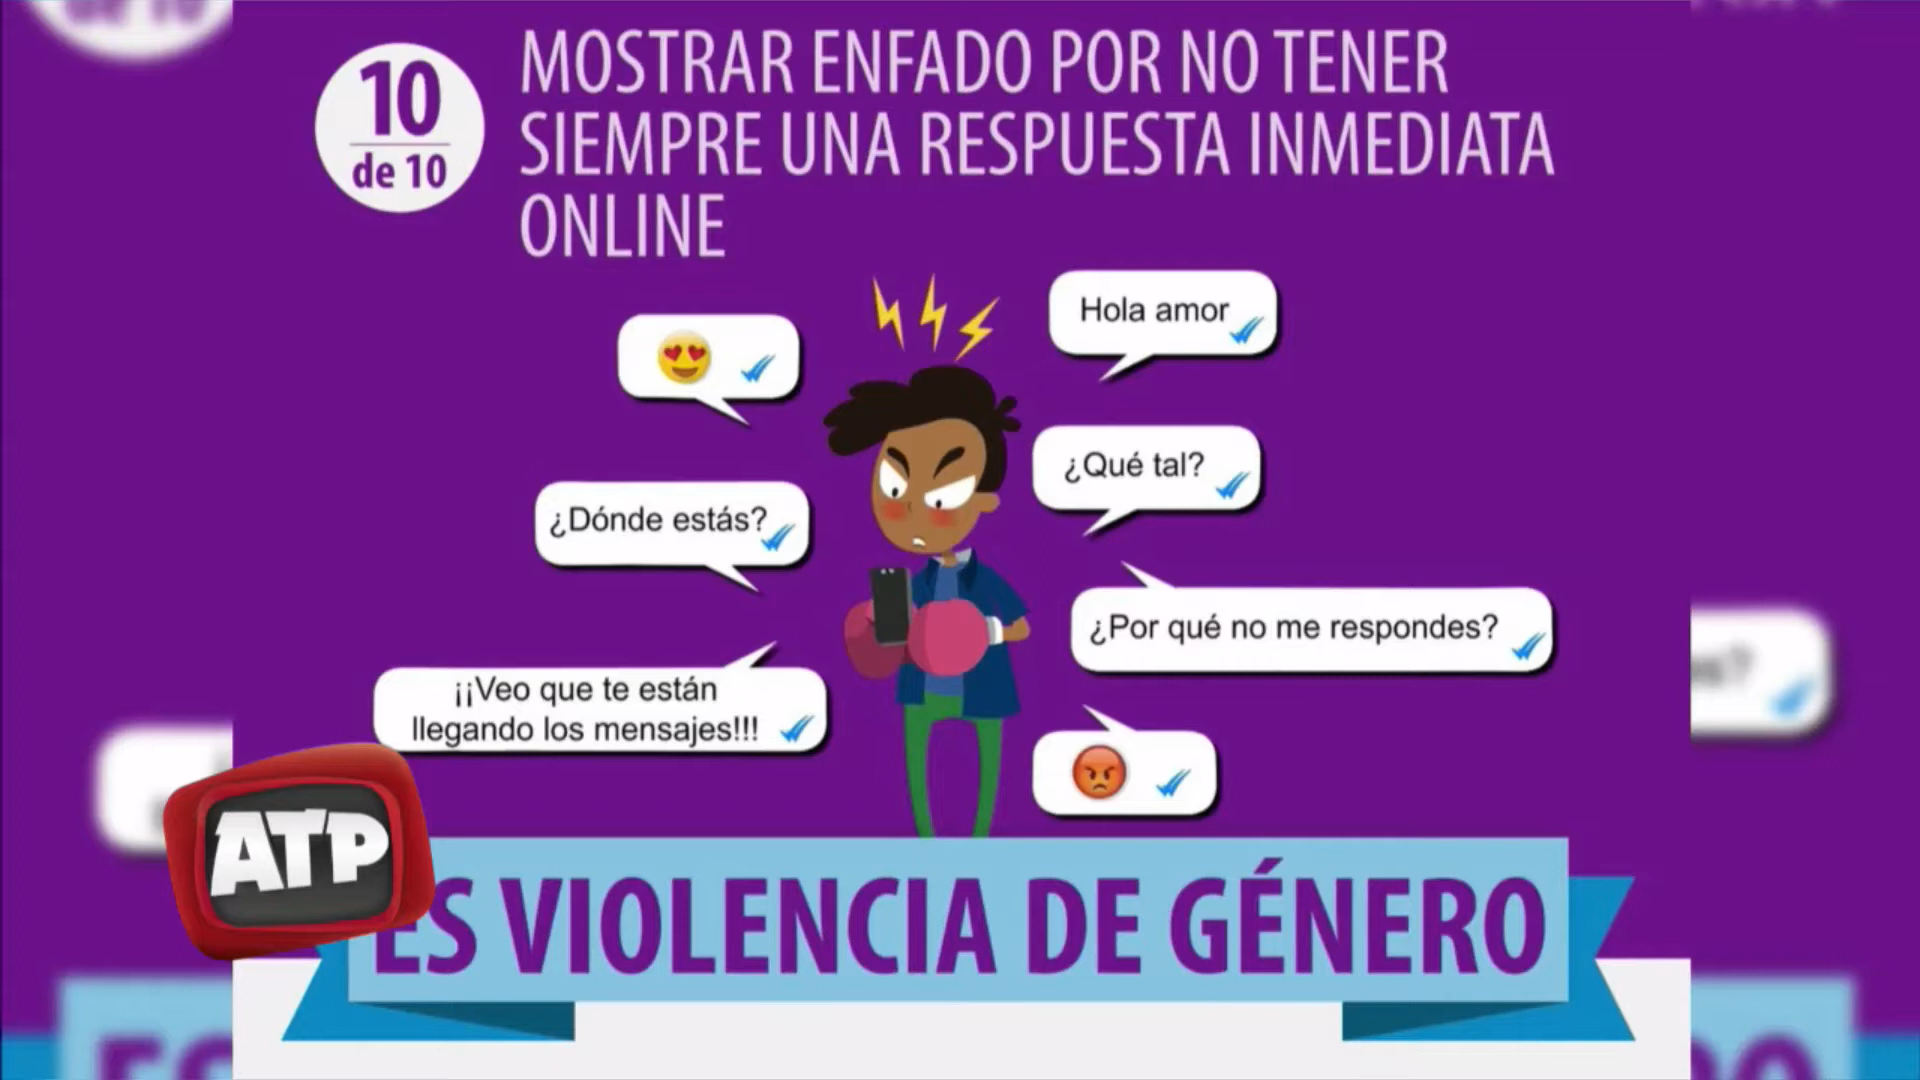 10
de 10
MOSTRAR ENFADO POR NO TENER
SIEMPRE UNA RESPUESTA INMEDIATA
ONLINE
Hola amor
¿Qué tal?
¿Dónde estás?
¿Por qué no me respondes?
¡¡Veo que te están
llegando los mensajes!!!
ATP
ES VIOLENCIA DE GÉNERO